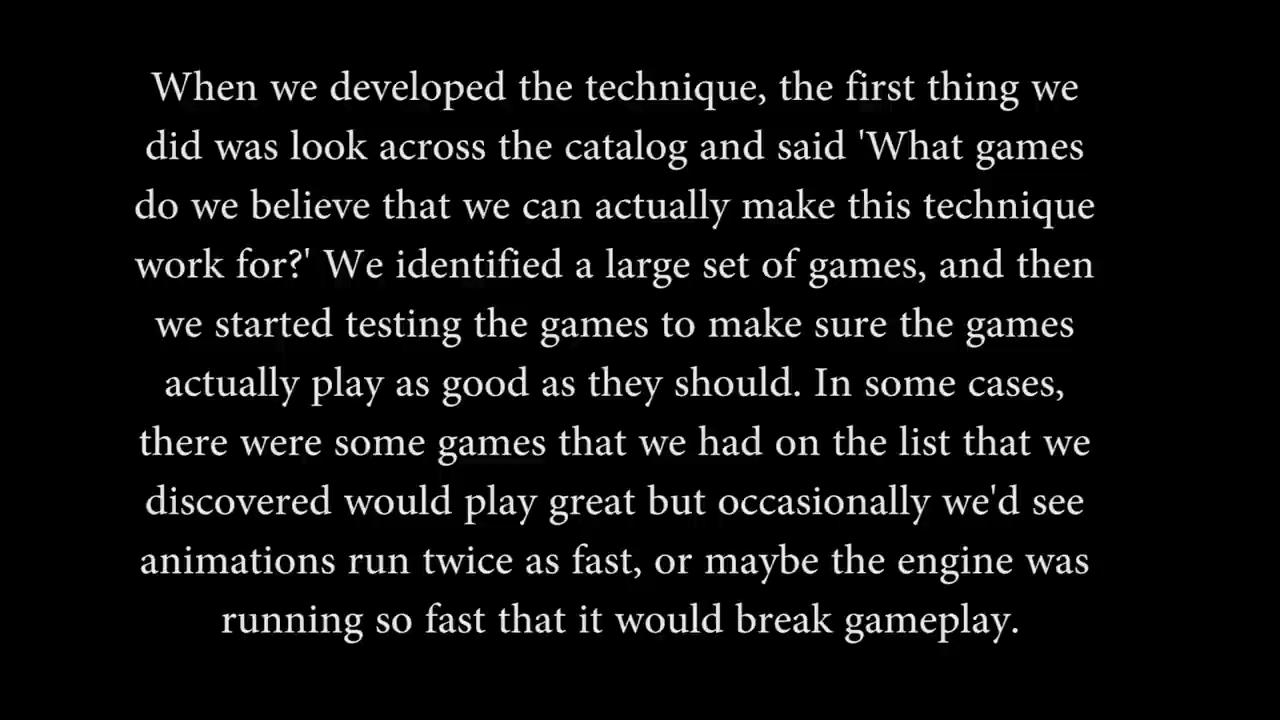 When we developed the technique, the first thing we
did was look across the catalog and said 'What games
do we believe that we can actually make this technique
work for?' We identified a large set of games, and then
we started testing the games to make sure the games
actually play as good as they should. In some cases,
there were some games that we had on the list that we
discovered would play great but occasionally we'd see
animations run twice as fast, or maybe the engine was
running so fast that it would break gameplay.